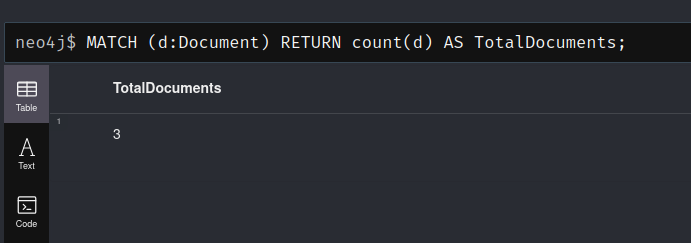 neo4j$ MATCH (d:Document) RETURN count(d) AS TotalDocuments;
Table
TotalDocuments
1
3
A
Text
Code